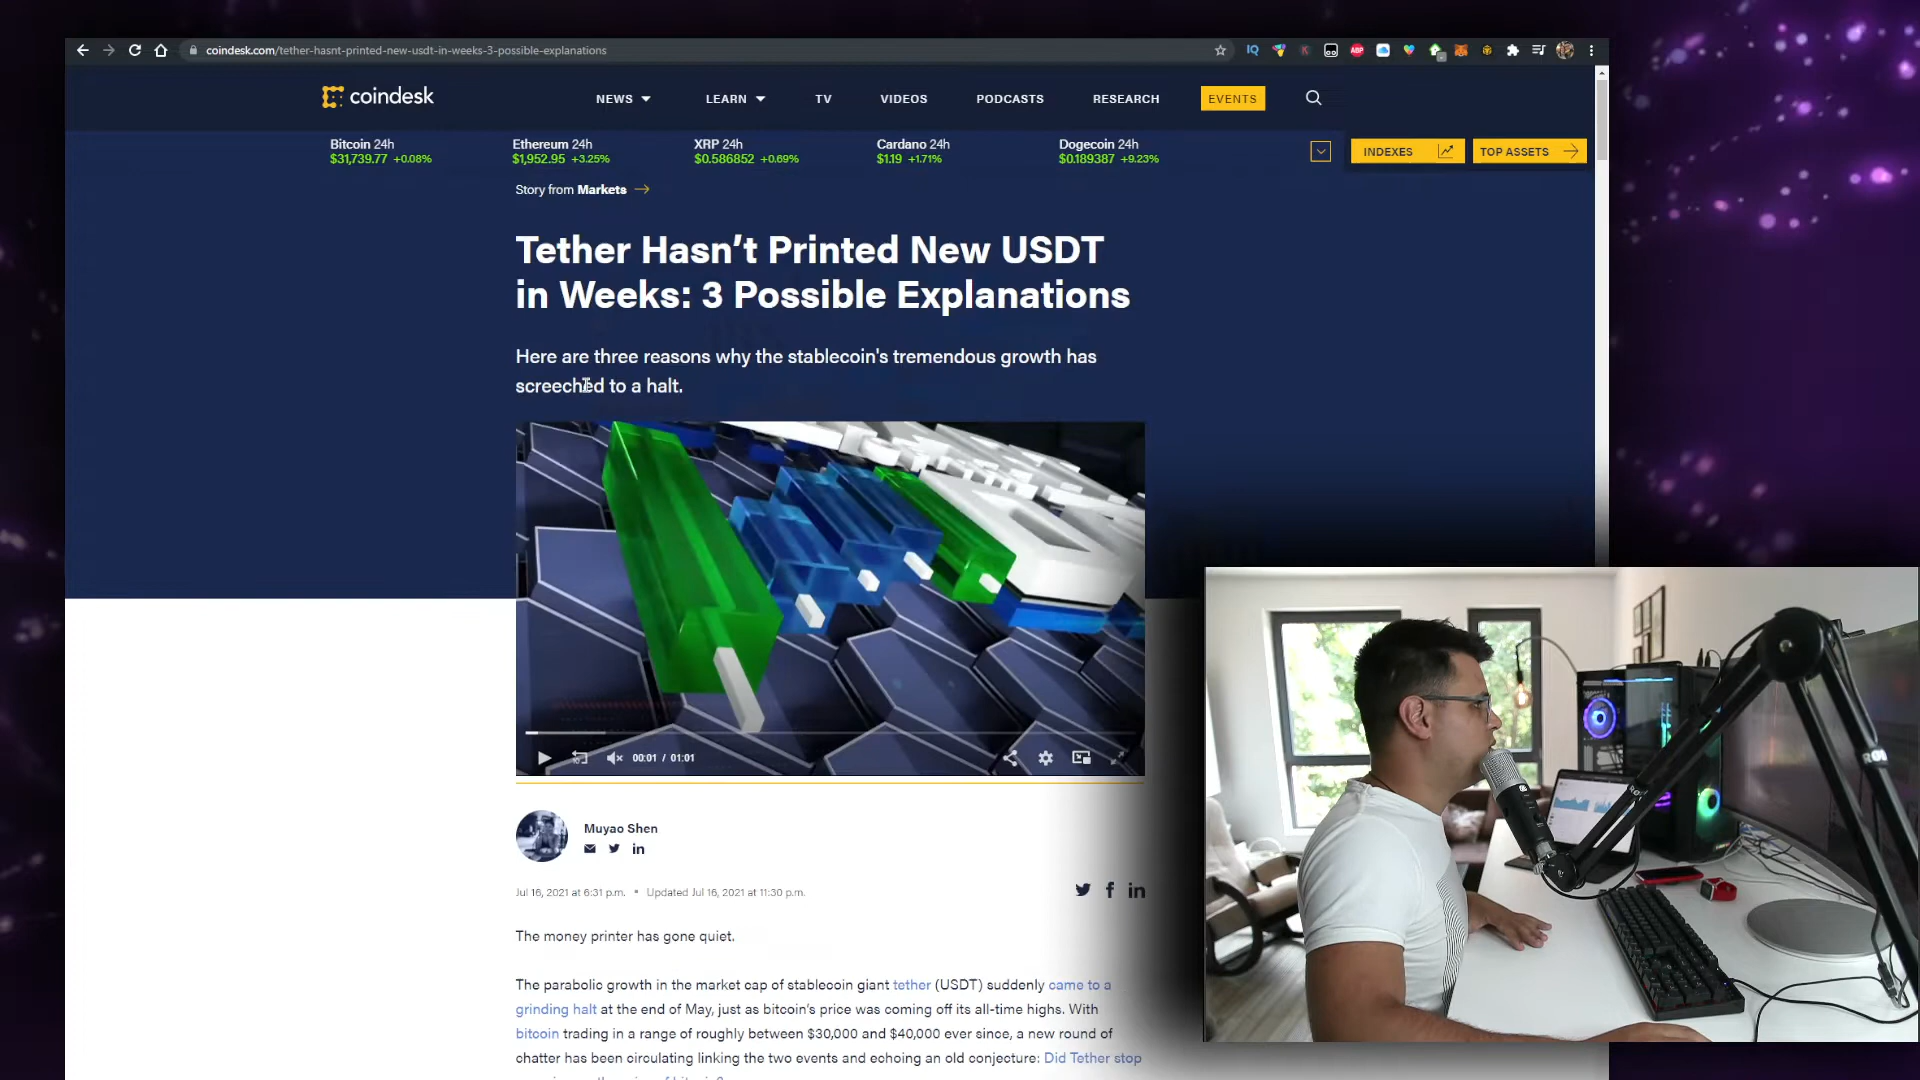 coindesk.com/tether-hasnt-printed-new-usdt-in-weeks-3-possible-explanations
coindesk
NEWS
LEARN
TV
VIDEOS
PODCASTS
RESEARCH
EVENTS
Bitcoin 24h
$31,739.77 +0.08%
Ethereum 24h
$1,952.95 +3.25%
XRP 24h
$0.586852 +0.69%
Cardano 24h
$1.19 +1.71%
Dogecoin 24h
$0.189387 +9.23%
INDEXES
TOP ASSETS
Story from Markets
Tether Hasn’t Printed New USDT
in Weeks: 3 Possible Explanations
Here are three reasons why the stablecoin's tremendous growth has
screeched to a halt.
00:01 / 01:01
Muyao Shen
Jul 16, 2021 at 6:31 p.m. • Updated Jul 16, 2021 at 11:30 p.m.
The money printer has gone quiet.
The parabolic growth in the market cap of stablecoin giant tether (USDT) suddenly came to a
grinding halt at the end of May, just as bitcoin’s price was coming off its all-time highs. With
bitcoin trading in a range of roughly between $30,000 and $40,000 ever since, a new round of
chatter has been circulating linking the two events and echoing an old conjecture: Did Tether stop